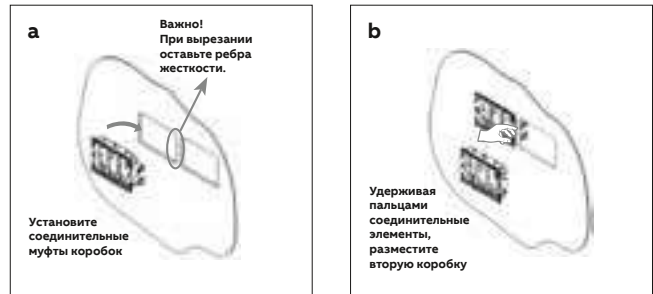 a
Важно!
При вырезании
оставьте ребра
жесткости.
Установите
соединительные
муфты коробок
b
Удерживая
пальцами
соединительные
элементы,
разместите
вторую коробку